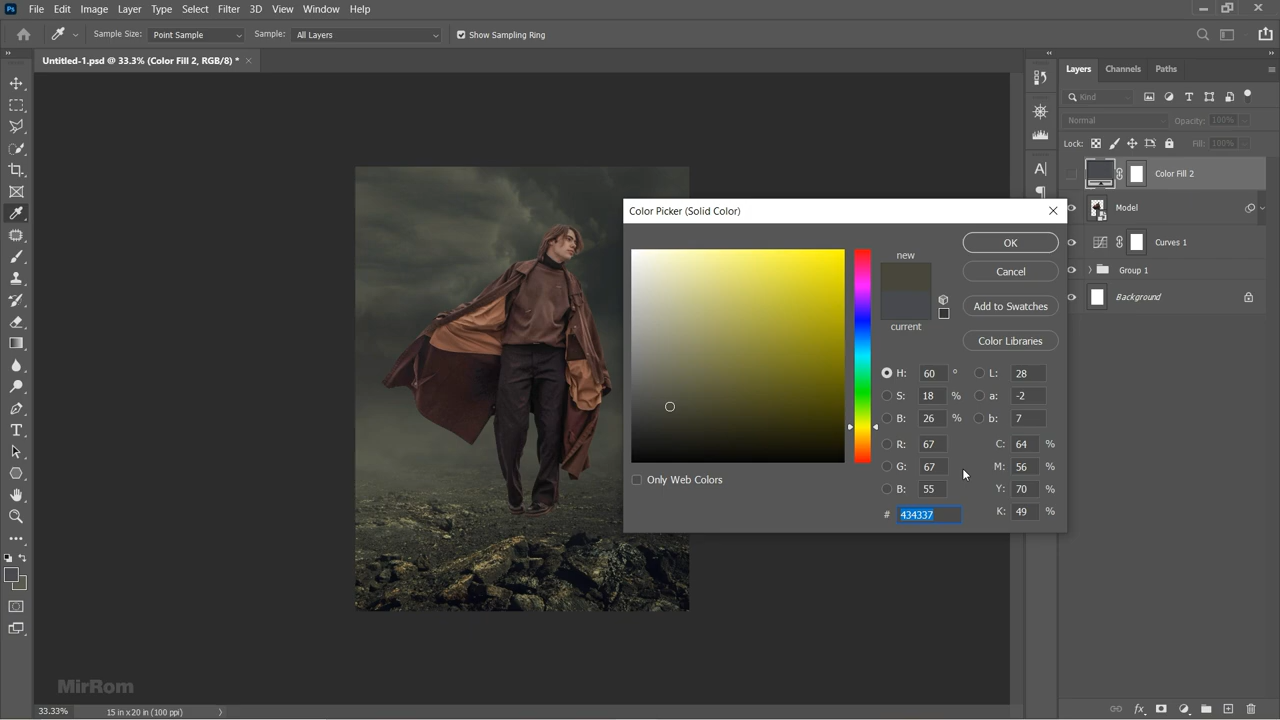 Ps File Edit Image Layer Type Select Filter 3D View Window Help
Sample Size: Point Sample Sample: All Layers Show Sampling Ring
Untitled-1.psd @ 33.3% (Color Fill 2, RGB/8) *
Layers Channels Paths
Kind
Normal Opacity: 100%
Lock: Fill: 100%
Color Fill 2
Model
Curves 1
Group 1
Background
Color Picker (Solid Color)
new
current
OK
Cancel
Add to Swatches
Color Libraries
H: 60 ° L: 28
S: 18 % a: -2
B: 26 % b: 7
R: 67 C: 64 %
G: 67 M: 56 %
B: 55 Y: 70 %
# 434337 K: 49 %
Only Web Colors
MirRom
33.33% 15 in x 20 in (100 ppi)